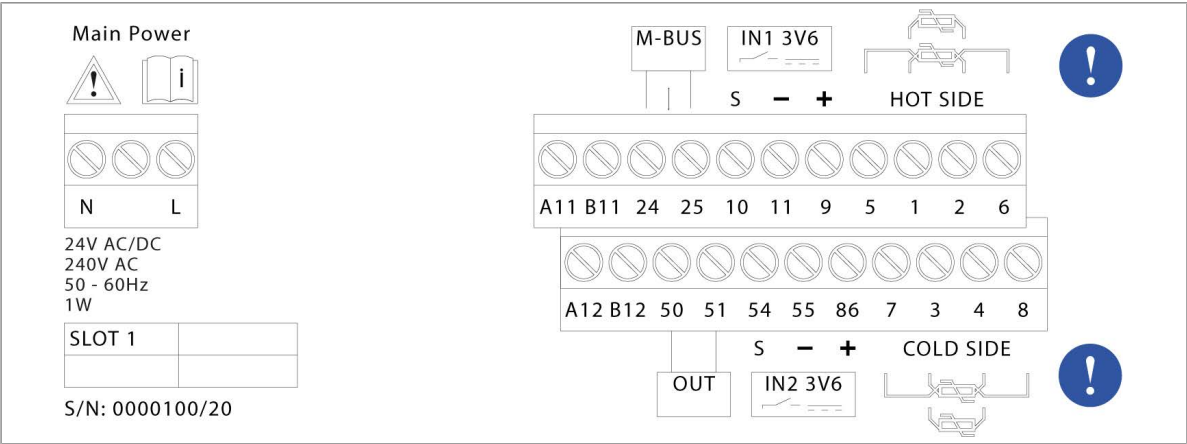 Main Power
N L
24V AC/DC
240V AC
50 - 60Hz
1W
SLOT 1
S/N: 0000100/20
M-BUS IN1 3V6
S − + HOT SIDE
A11 B11 24 25 10 11 9 5 1 2 6
A12 B12 50 51 54 55 86 7 3 4 8
S − + COLD SIDE
OUT IN2 3V6